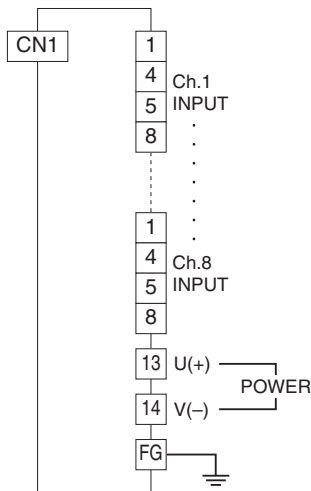 CN1
1
4
5
8
Ch.1
INPUT
1
4
5
8
Ch.8
INPUT
13 U(+)
POWER
14 V(–)
FG